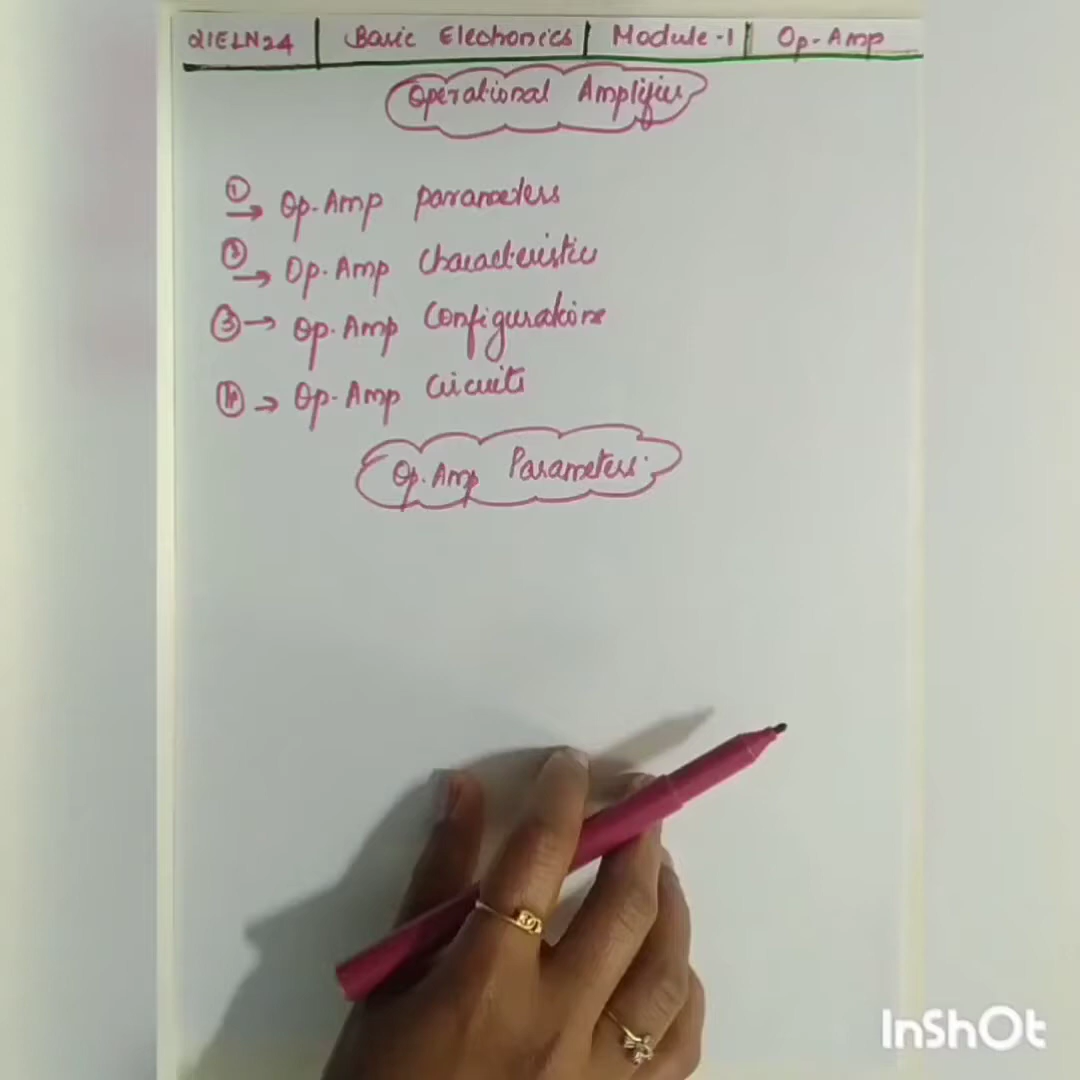 21ELN24 | Basic Electronics | Module-1 | Op-Amp
Operational Amplifier
① → Op-Amp parameters
② → Op-Amp Characteristic
③ → Op-Amp Configurations
④ → Op-Amp Circuits
Op-Amp Parameters
InShOt